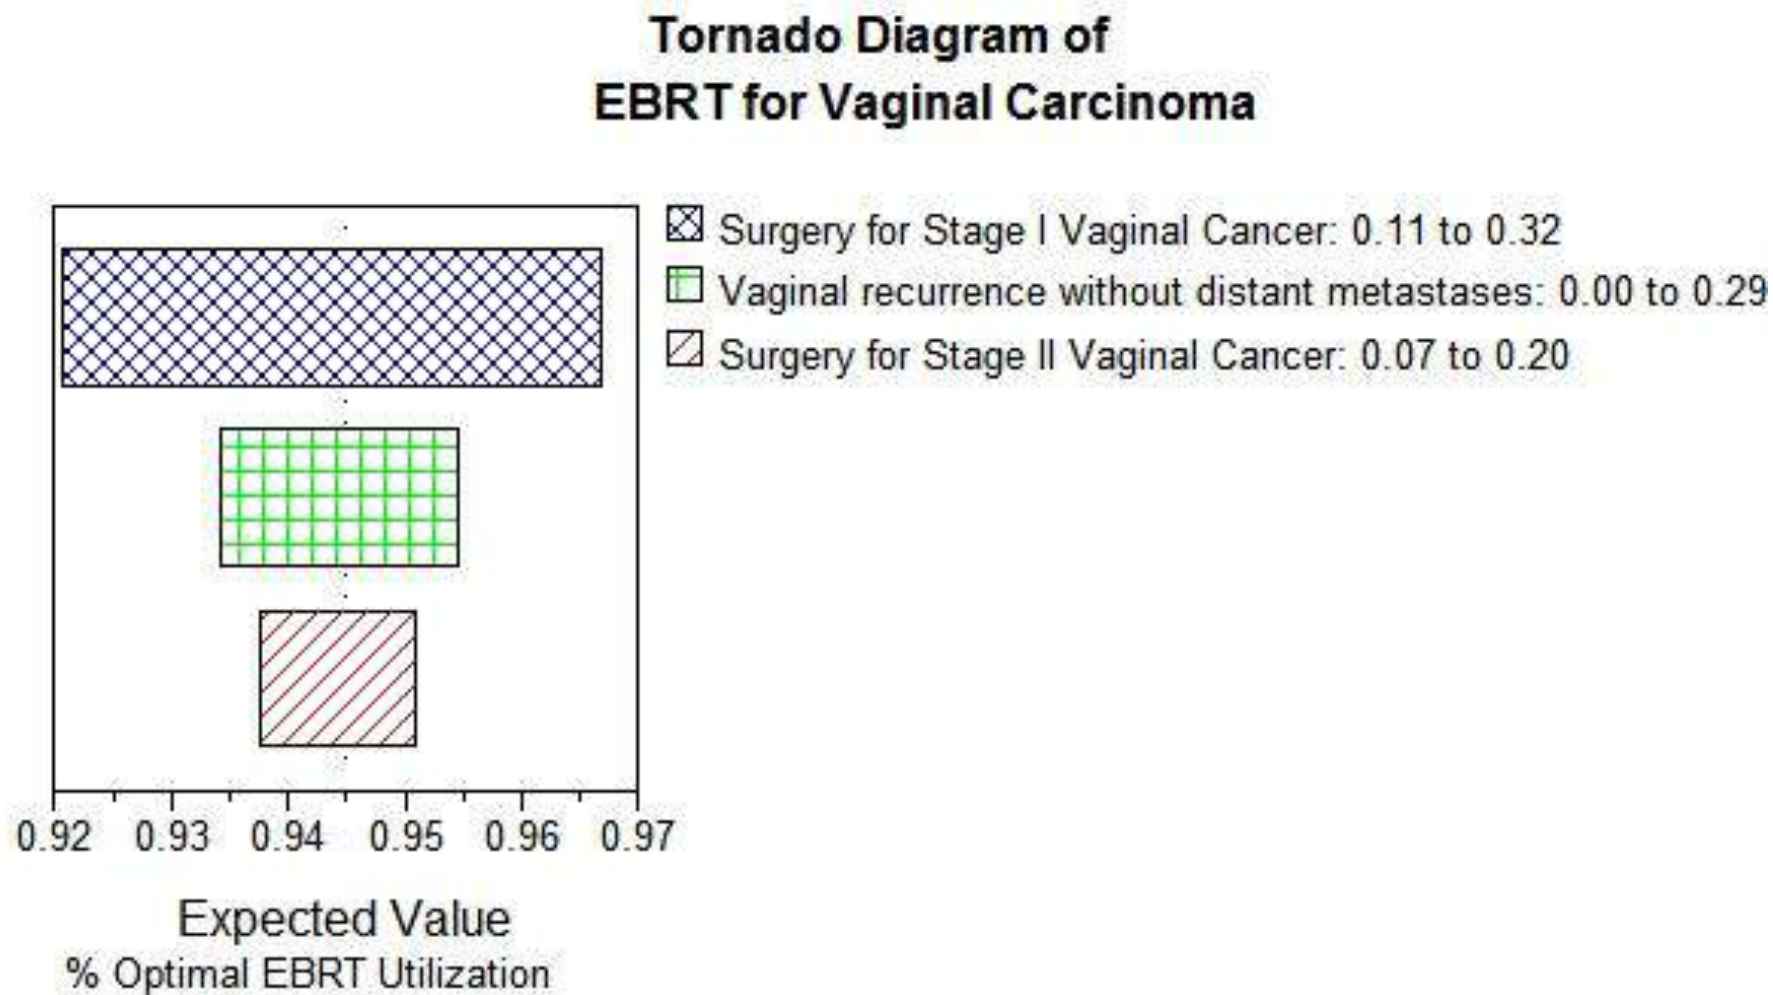 Tornado Diagram of
EBRT for Vaginal Carcinoma
Surgery for Stage I Vaginal Cancer: 0.11 to 0.32
Vaginal recurrence without distant metastases: 0.00 to 0.29
Surgery for Stage II Vaginal Cancer: 0.07 to 0.20
0.92 0.93 0.94 0.95 0.96 0.97
Expected Value
% Optimal EBRT Utilization